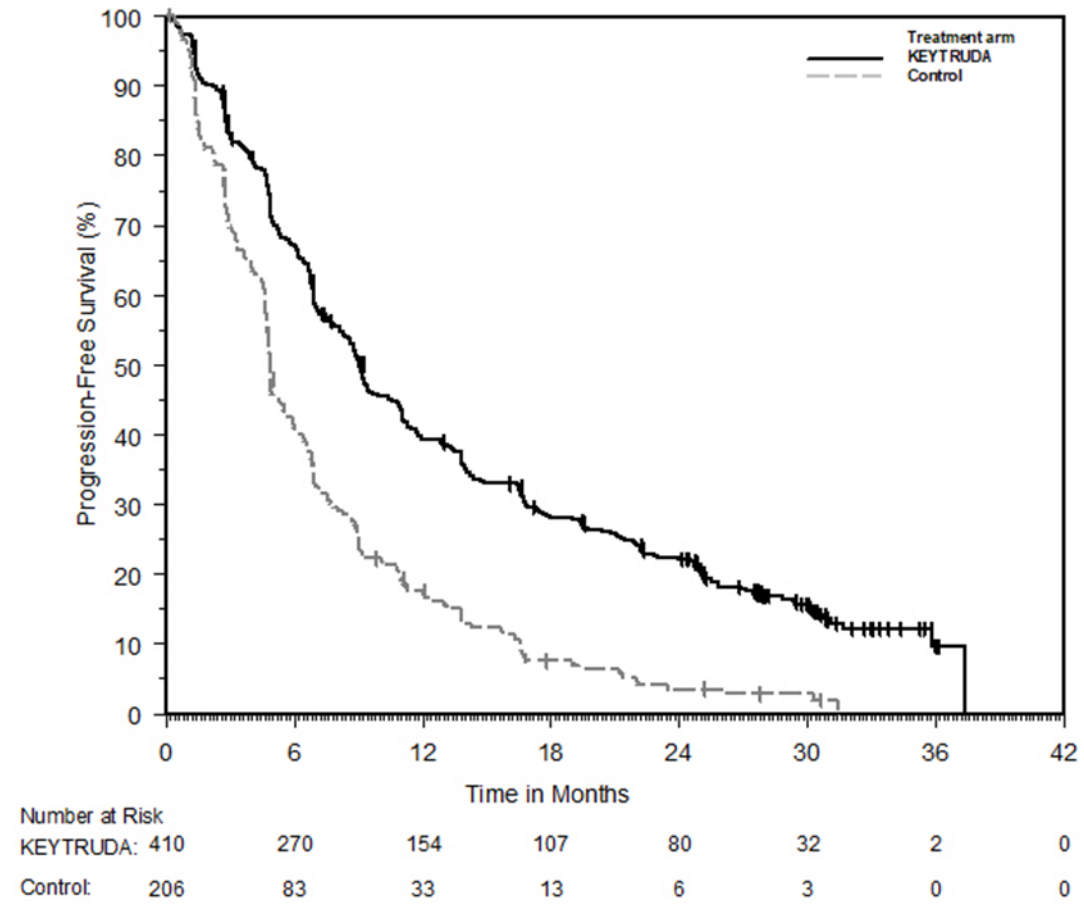 Treatment arm
KEYTRUDA
Control
Progression-Free Survival (%)
100
90
80
70
60
50
40
30
20
10
0
0 6 12 18 24 30 36 42
Time in Months
Number at Risk
KEYTRUDA: 410 270 154 107 80 32 2 0
Control: 206 83 33 13 6 3 0 0